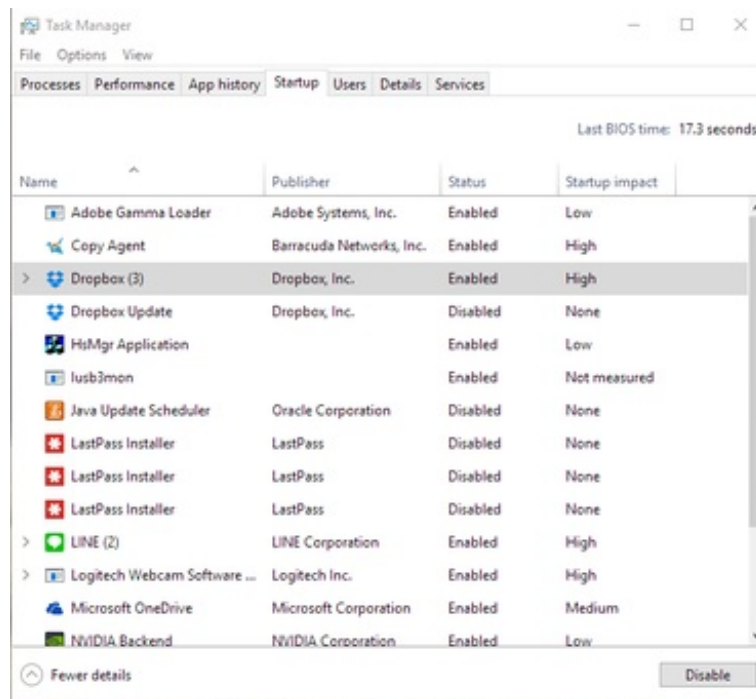 Task Manager
File Options View
Processes Performance App history Startup Users Details Services
Last BIOS time: 17.3 seconds
Name Publisher Status Startup impact
Adobe Gamma Loader Adobe Systems, Inc. Enabled Low
Copy Agent Barracuda Networks, Inc. Enabled High
Dropbox (3) Dropbox, Inc. Enabled High
Dropbox Update Dropbox, Inc. Disabled None
HsMgr Application Enabled Low
Iusb3mon Enabled Not measured
Java Update Scheduler Oracle Corporation Disabled None
LastPass Installer LastPass Disabled None
LastPass Installer LastPass Disabled None
LastPass Installer LastPass Disabled None
LINE (2) LINE Corporation Enabled High
Logitech Webcam Software ... Logitech Inc. Enabled High
Microsoft OneDrive Microsoft Corporation Enabled Medium
NVIDIA Backend NVIDIA Corporation Enabled Low
Fewer details Disable